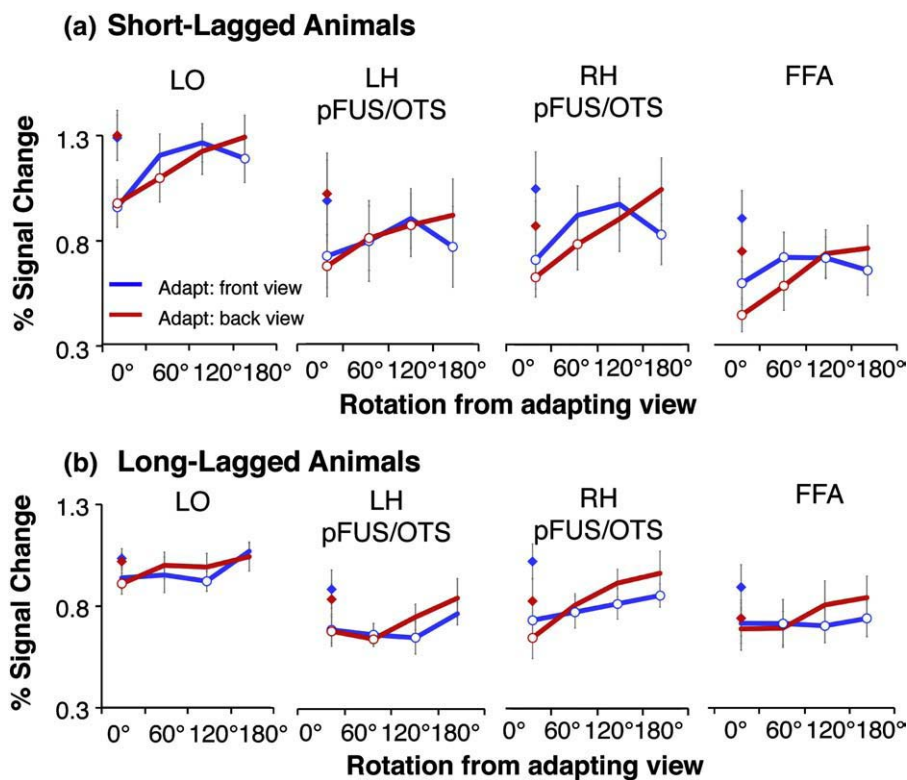 (a) Short-Lagged Animals
LO
LH
pFUS/OTS
RH
pFUS/OTS
FFA
% Signal Change
1.3
0.8
0.3
Adapt: front view
Adapt: back view
0° 60° 120° 180°
0° 60° 120° 180°
0° 60° 120° 180°
0° 60° 120° 180°
Rotation from adapting view
(b) Long-Lagged Animals
LO
LH
pFUS/OTS
RH
pFUS/OTS
FFA
% Signal Change
1.3
0.8
0.3
0° 60° 120° 180°
0° 60° 120° 180°
0° 60° 120° 180°
0° 60° 120° 180°
Rotation from adapting view